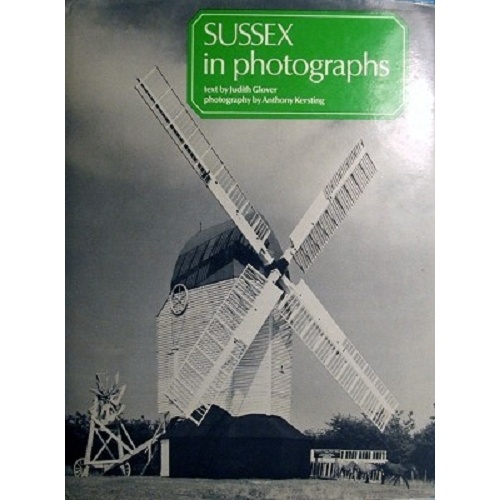 SUSSEX
in photographs
text by Judith Glover
photography by Anthony Kersting